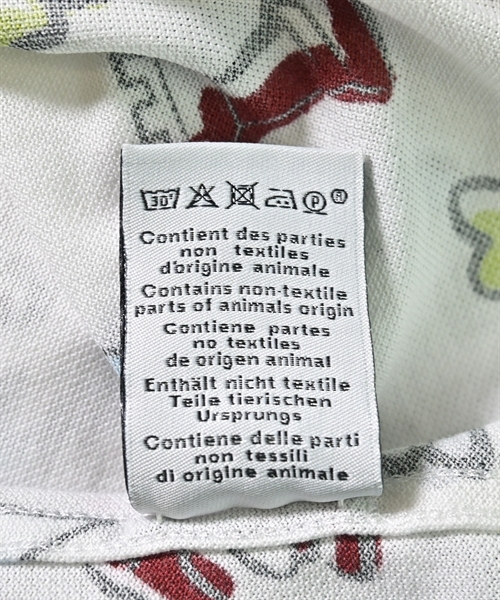 30° P ®
Contient des parties
non textiles
d'origine animale
Contains non-textile
parts of animals origin
Contiene partes
no textiles
de origen animal
Enthält nicht textile
Teile tierischen
Ursprungs
Contiene delle parti
non tessili
di origine animale